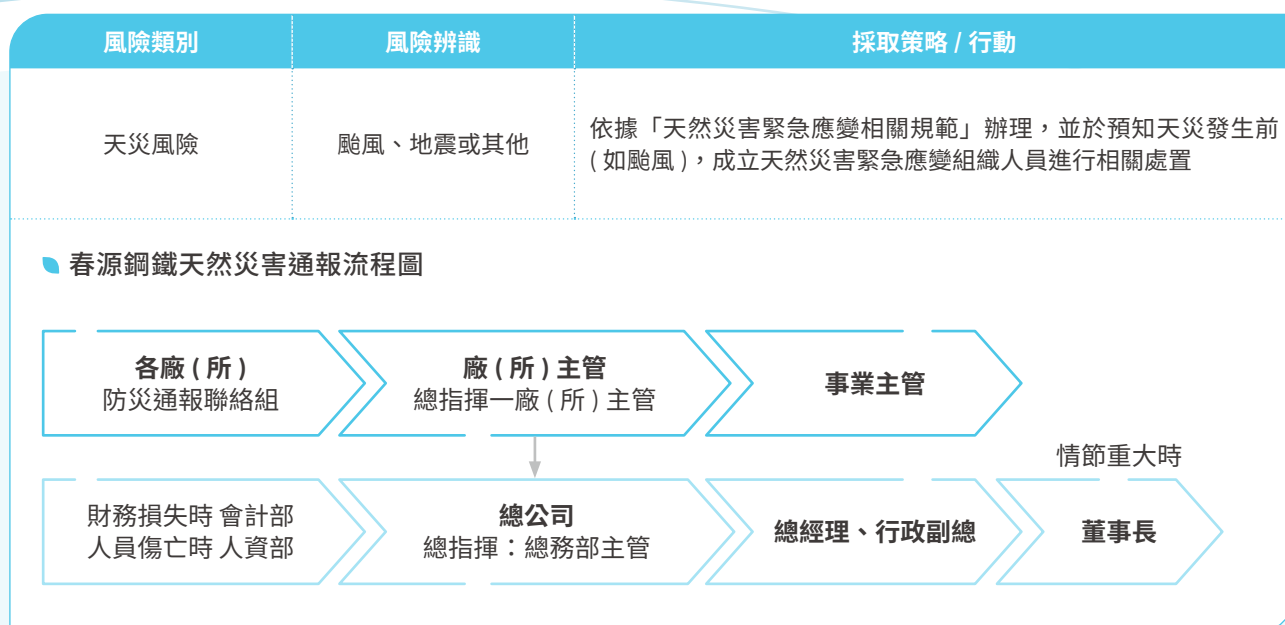 風險類別
風險辨識
採取策略 / 行動
天災風險
颱風、地震或其他
依據「天然災害緊急應變相關規範」辦理，並於預知天災發生前
( 如颱風 )，成立天然災害緊急應變組織人員進行相關處置
春源鋼鐵天然災害通報流程圖
各廠 ( 所 )
防災通報聯絡組
廠 ( 所 ) 主管
總指揮一廠 ( 所 ) 主管
事業主管
情節重大時
財務損失時 會計部
人員傷亡時 人資部
總公司
總指揮：總務部主管
總經理、行政副總
董事長